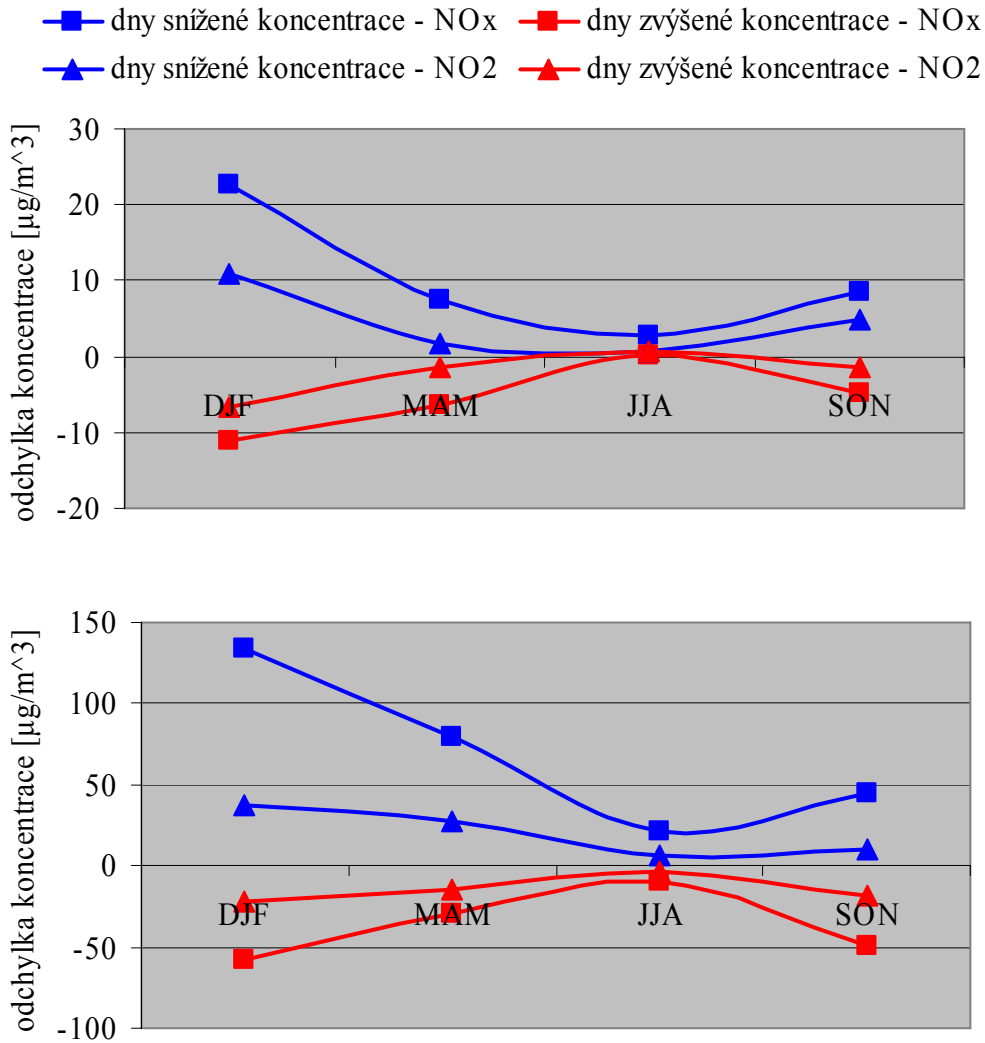 dny snížené koncentrace - NOx dny zvýšené koncentrace - NOx
dny snížené koncentrace - NO2 dny zvýšené koncentrace - NO2
odchylka koncentrace [µg/m^3]
30
20
10
0
-10
-20
DJF MAM JJA SON
odchylka koncentrace [µg/m^3]
150
100
50
0
-50
-100
DJF MAM JJA SON